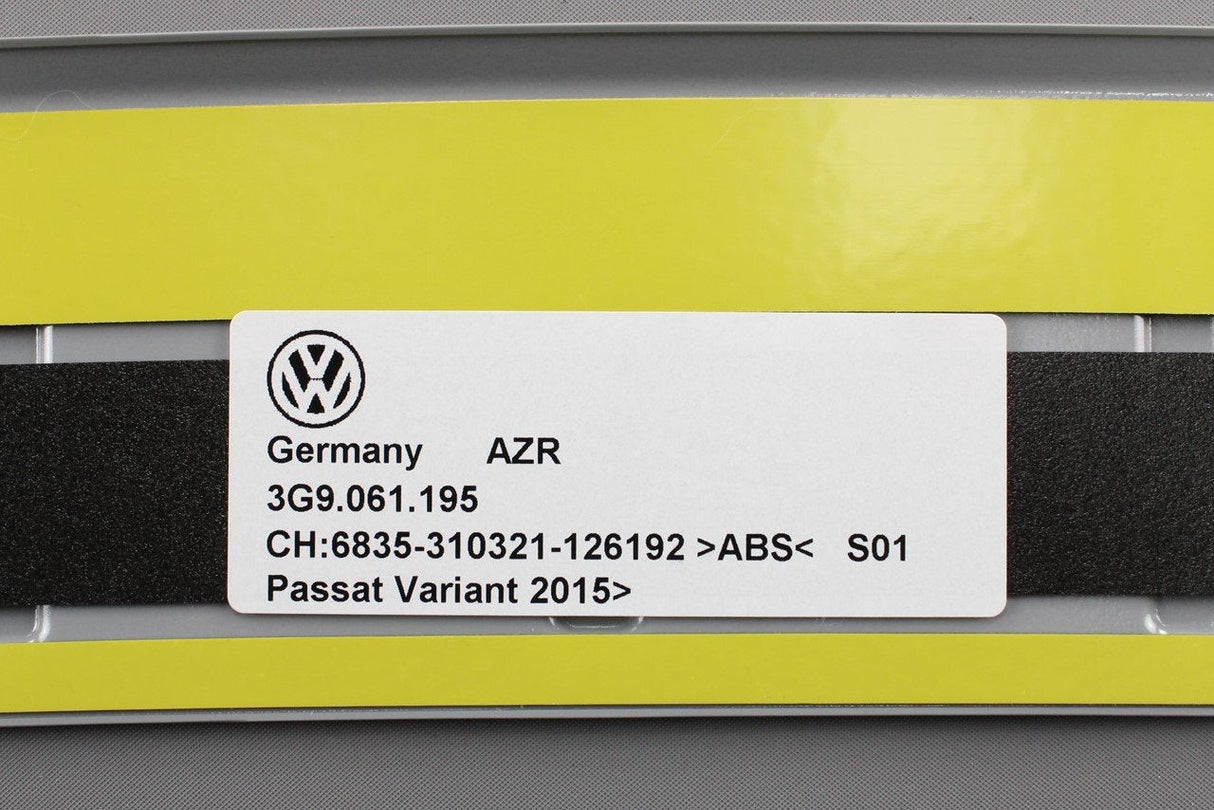 Germany AZR
3G9.061.195
CH:6835-310321-126192 >ABS< S01
Passat Variant 2015>